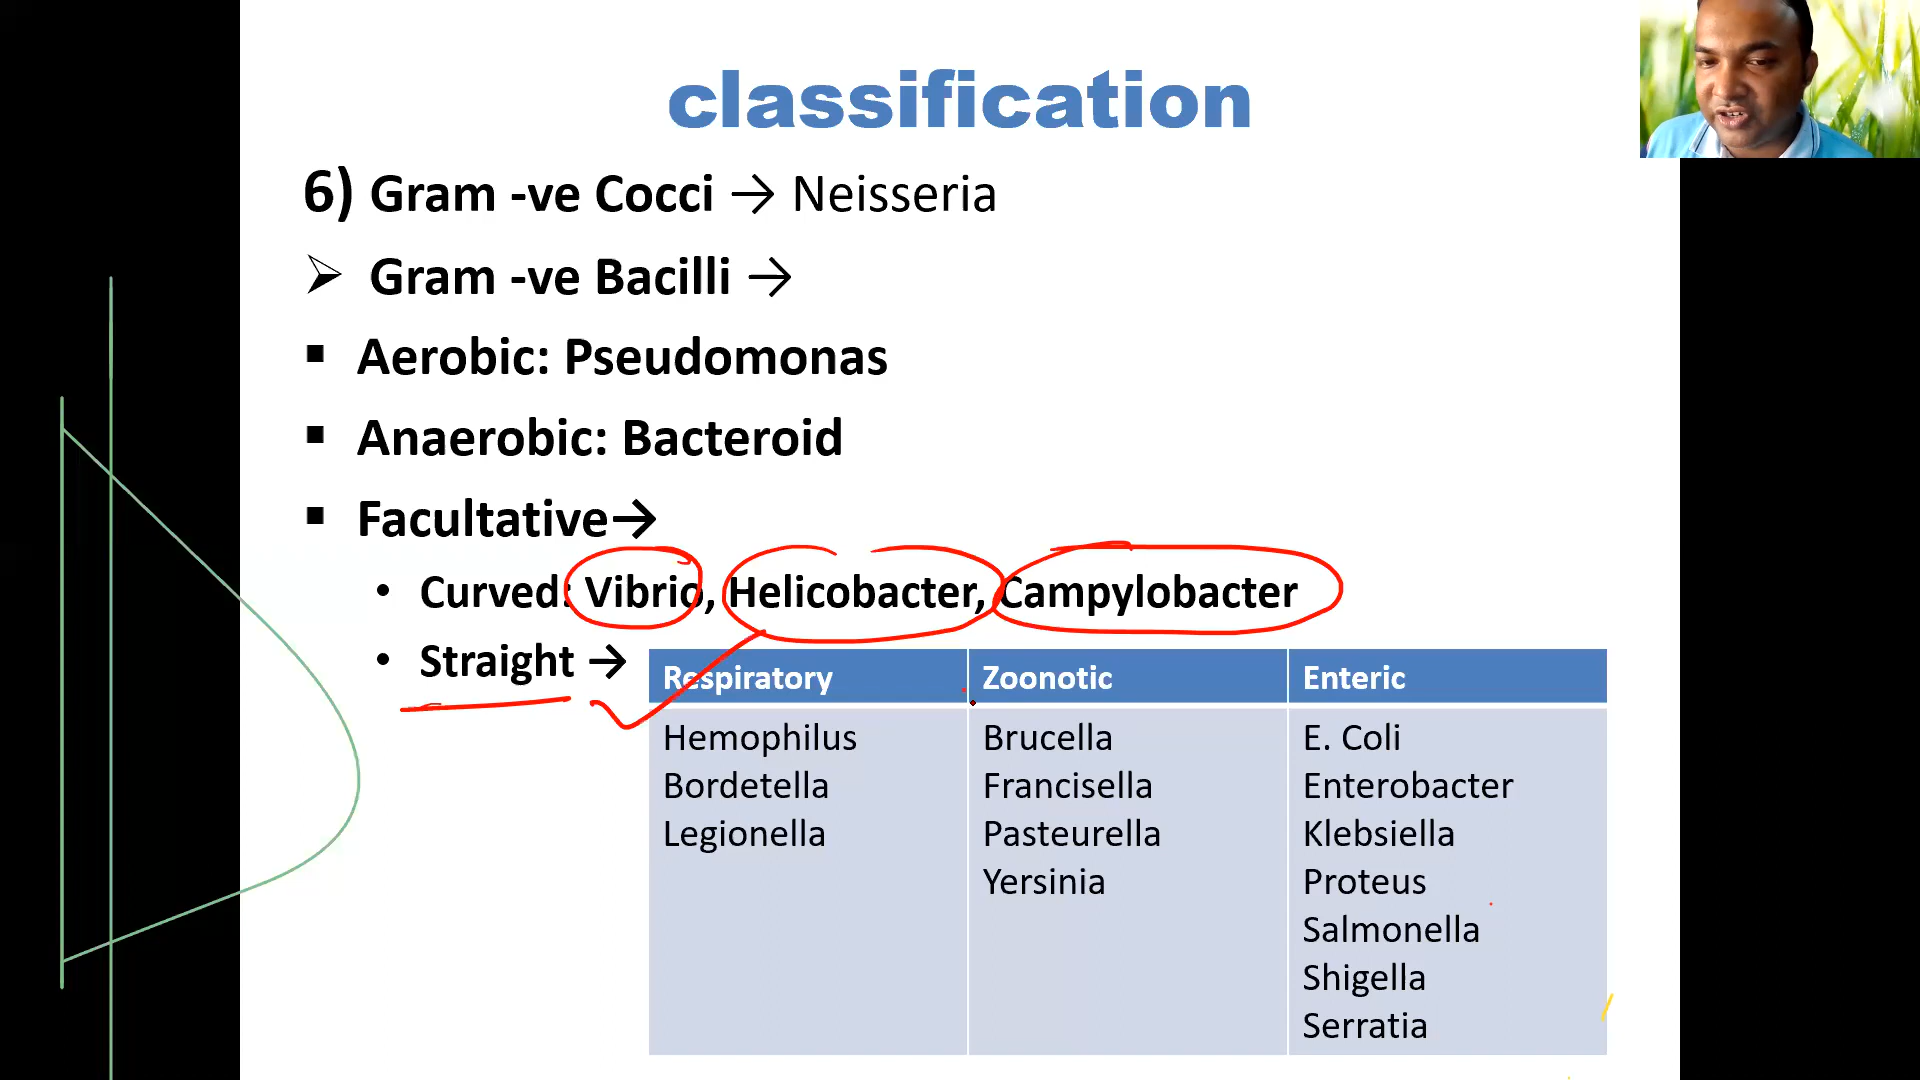 classification
6) Gram -ve Cocci → Neisseria
➢ Gram -ve Bacilli →
▪ Aerobic: Pseudomonas
▪ Anaerobic: Bacteroid
▪ Facultative→
• Curved: Vibrio, Helicobacter, Campylobacter
• Straight →
Respiratory Zoonotic Enteric
Hemophilus Brucella E. Coli
Bordetella Francisella Enterobacter
Legionella Pasteurella Klebsiella
Yersinia Proteus
Salmonella
Shigella
Serratia